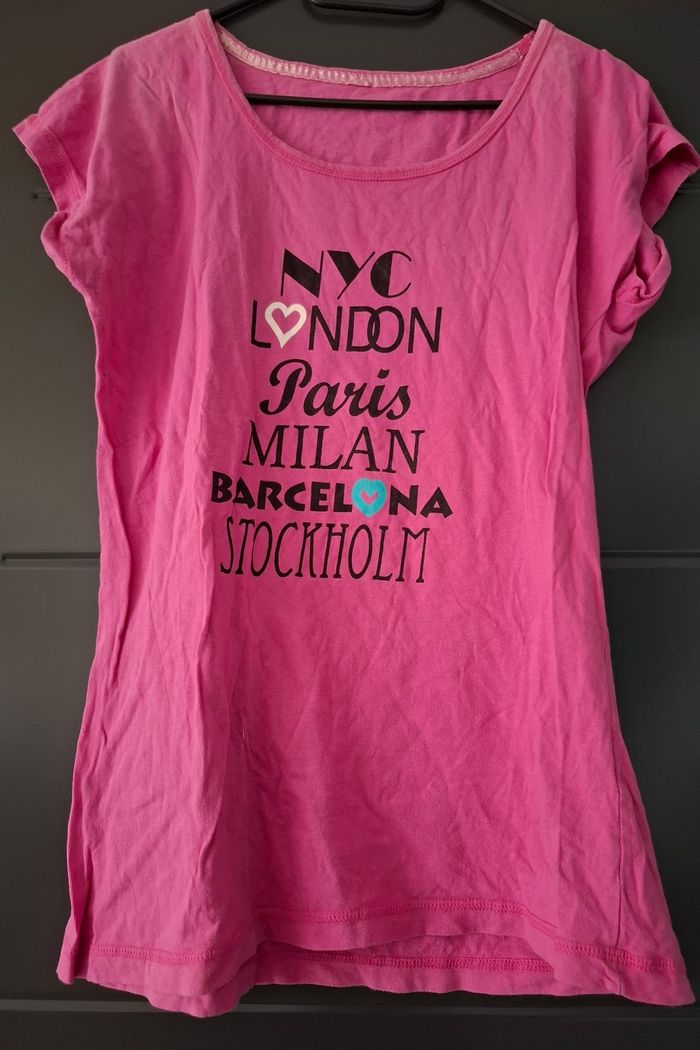 NYC
LONDON
Paris
MILAN
BARCELONA
STOCKHOLM